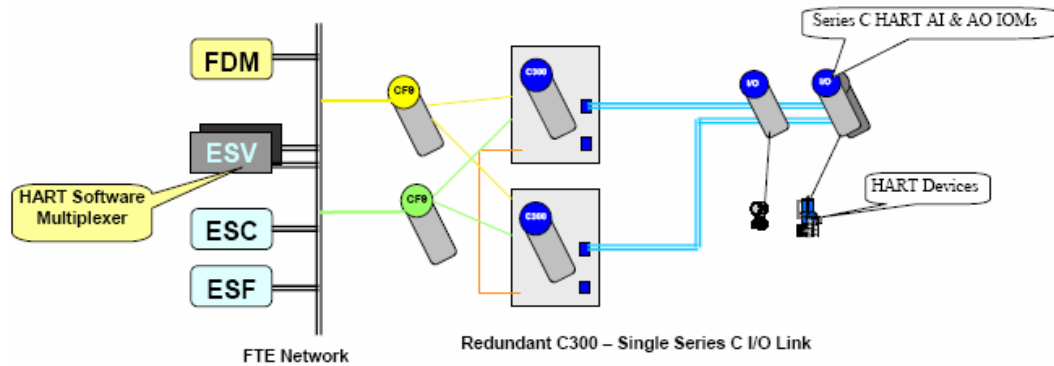 Series C HART AI & AO IOMs
FDM
CF9
C300
I/O
I/O
ESV
HART Software
Multiplexer
CF9
C300
HART Devices
ESC
ESF
FTE Network
Redundant C300 – Single Series C I/O Link